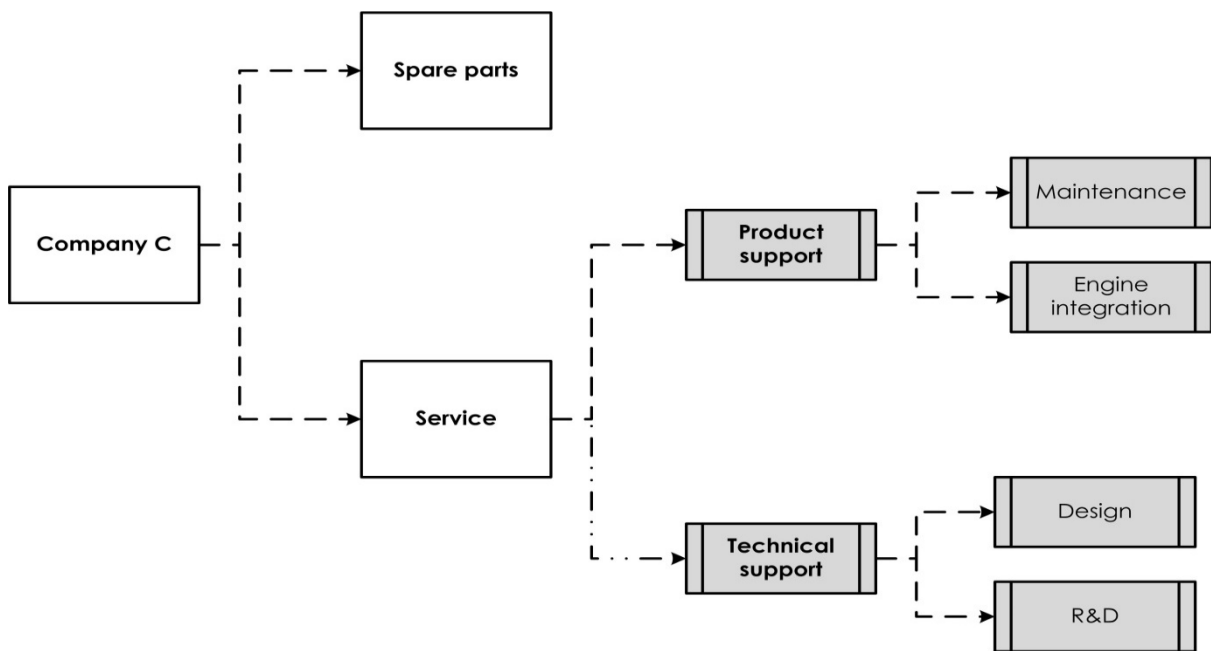 Spare parts
Company C
Service
Product
support
Technical
support
Maintenance
Engine
integration
Design
R&D